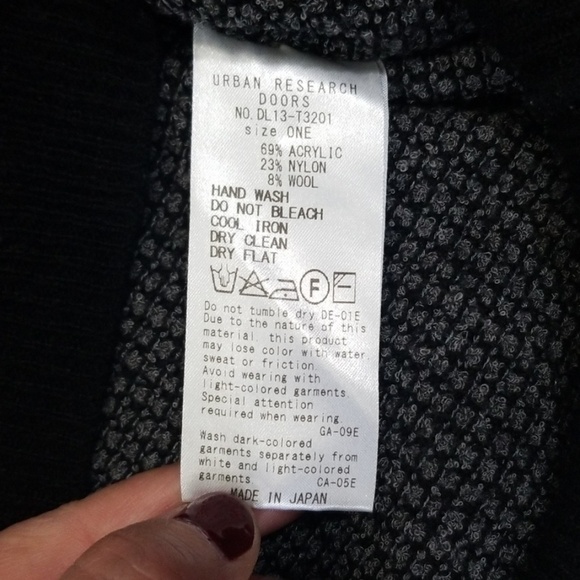 URBAN RESEARCH
DOORS
NO.DL13-T3201
size ONE
69% ACRYLIC
23% NYLON
8% WOOL
HAND WASH
DO NOT BLEACH
COOL IRON
DRY CLEAN
DRY FLAT
F
Do not tumble dry DE-01E
Due to the nature of this
material, this product
may lose color with water,
sweat or friction.
Avoid wearing with
light-colored garments.
Special attention
required when wearing.
GA-09E
Wash dark-colored
garments separately from
white and light-colored
garments CA-05E
MADE IN JAPAN